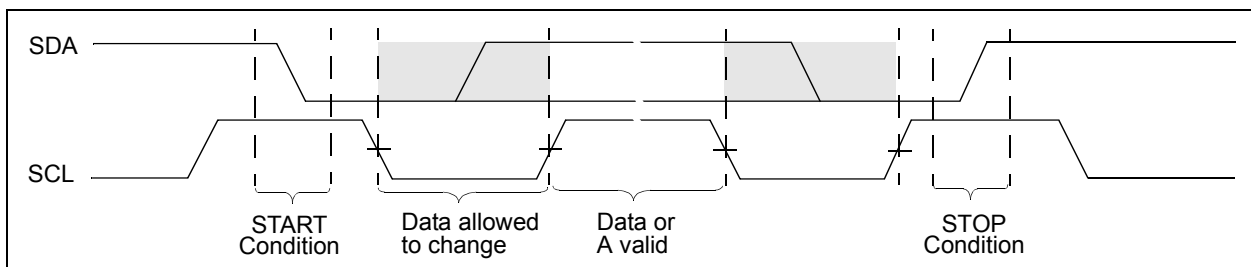 SDA
SCL
START
Condition
Data allowed
to change
Data or
A valid
STOP
Condition